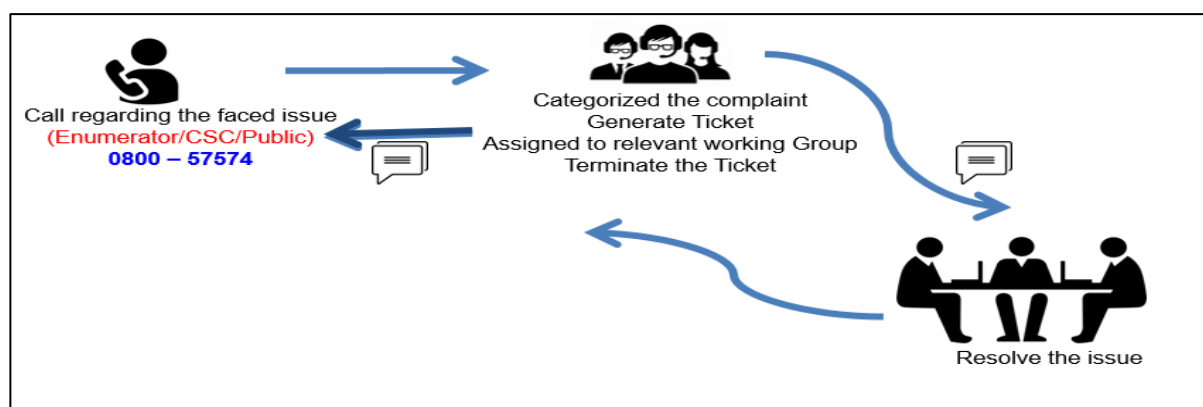 Call regarding the faced issue
(Enumerator/CSC/Public)
0800 – 57574
Categorized the complaint
Generate Ticket
Assigned to relevant working Group
Terminate the Ticket
Resolve the issue